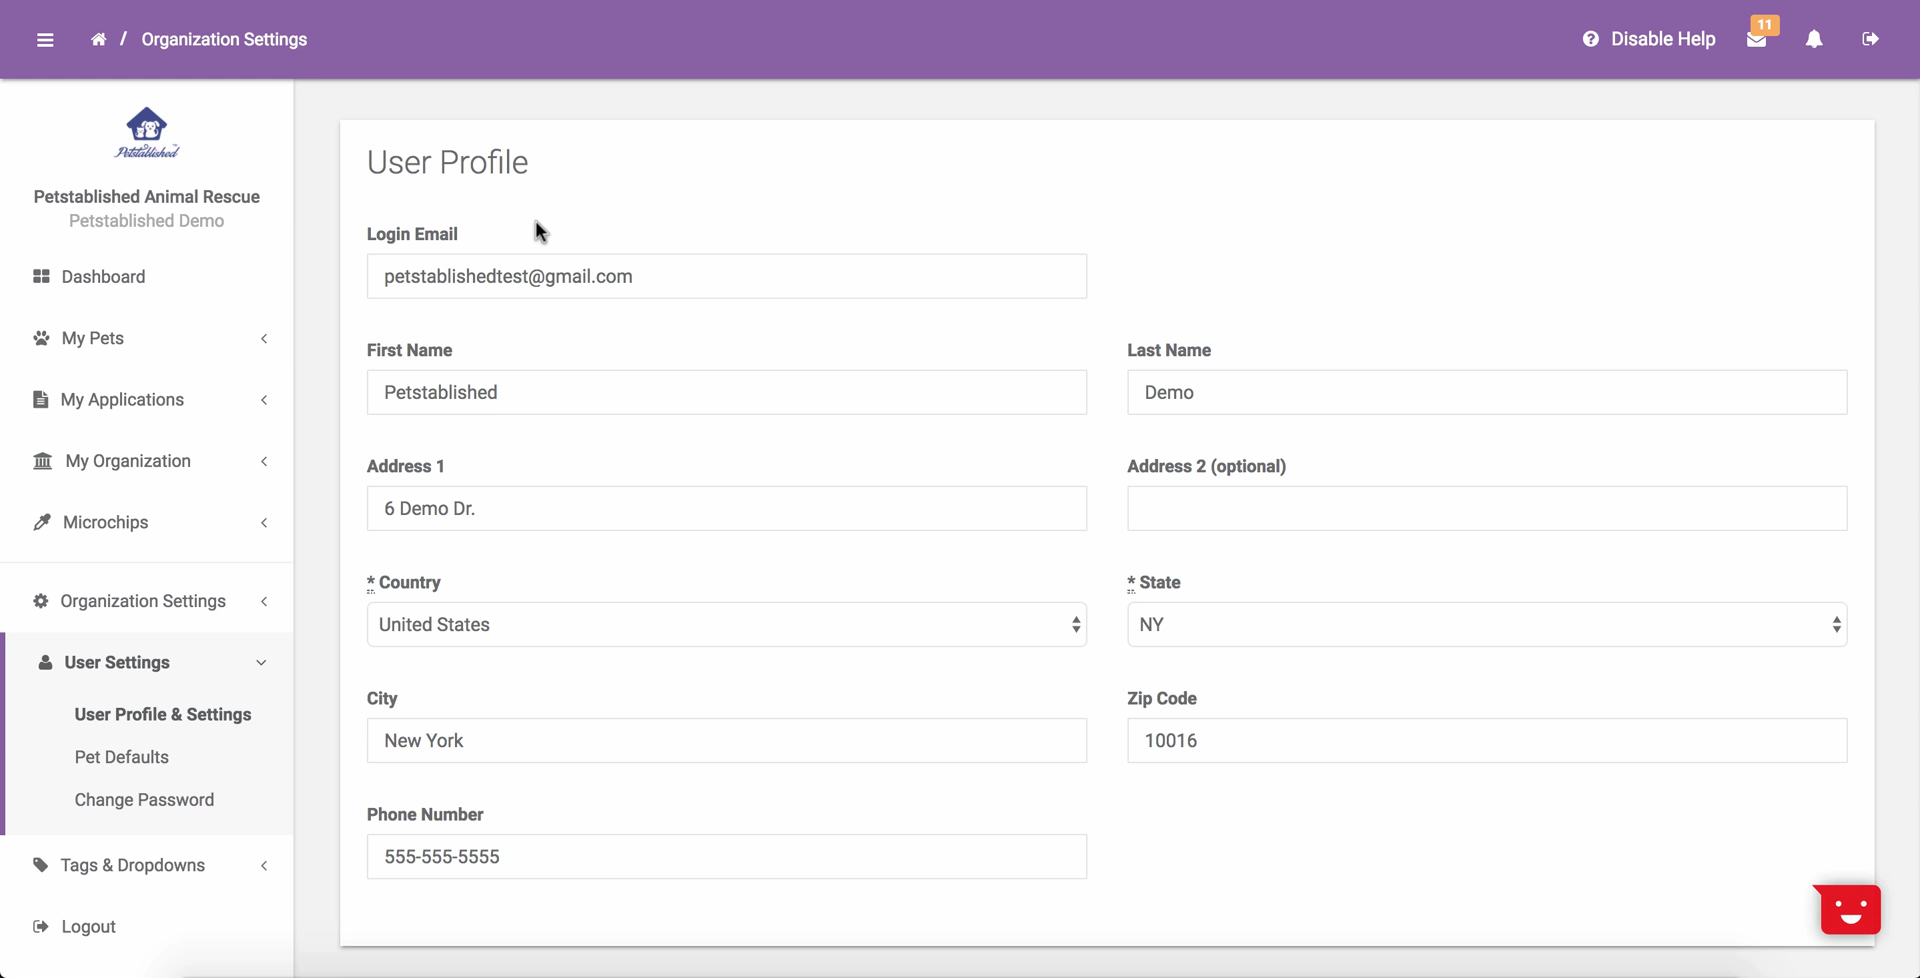 / Organization Settings
Disable Help
11
Petstablished™
Petstablished Animal Rescue
Petstablished Demo
Dashboard
My Pets
My Applications
My Organization
Microchips
Organization Settings
User Settings
User Profile & Settings
Pet Defaults
Change Password
Tags & Dropdowns
Logout
User Profile
Login Email
petstablishedtest@gmail.com
First Name
Last Name
Petstablished
Demo
Address 1
Address 2 (optional)
6 Demo Dr.
* Country
* State
United States
NY
City
Zip Code
New York
10016
Phone Number
555-555-5555